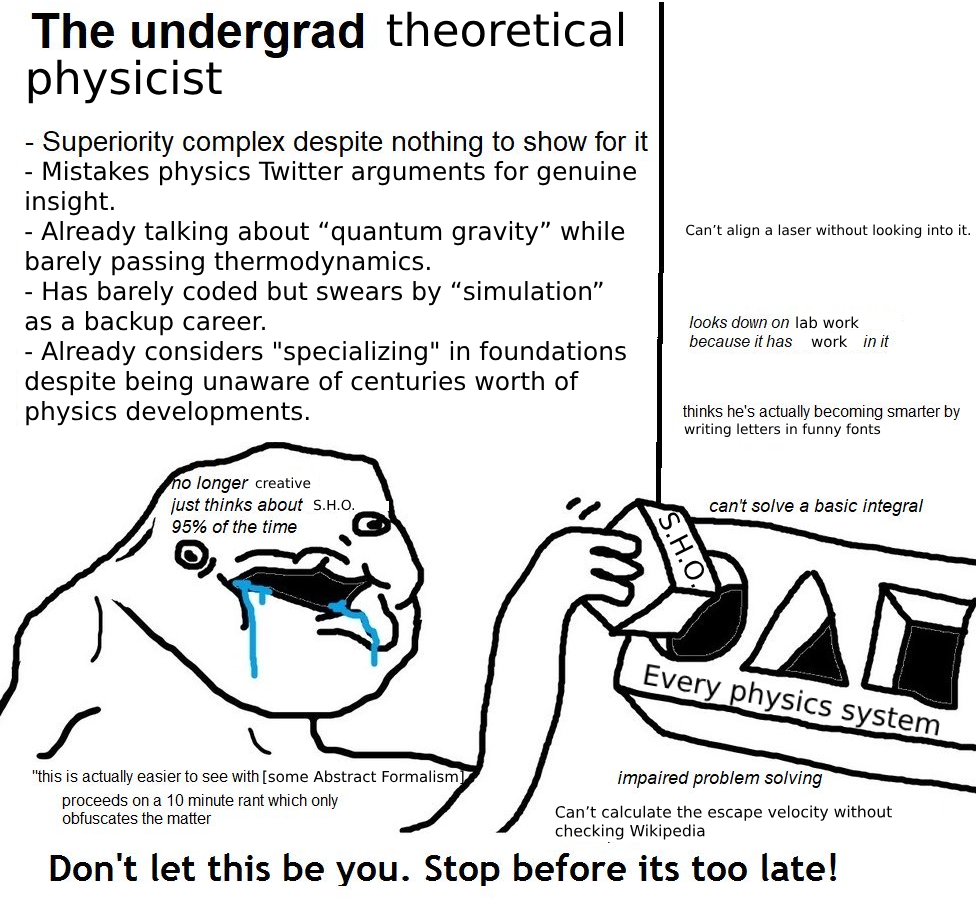 The undergrad theoretical
physicist
- Superiority complex despite nothing to show for it
- Mistakes physics Twitter arguments for genuine
insight.
- Already talking about “quantum gravity” while
barely passing thermodynamics.
- Has barely coded but swears by “simulation”
as a backup career.
- Already considers "specializing" in foundations
despite being unaware of centuries worth of
physics developments.
Can’t align a laser without looking into it.
looks down on lab work
because it has work in it
thinks he's actually becoming smarter by
writing letters in funny fonts
can't solve a basic integral
no longer creative
just thinks about S.H.O.
95% of the time
S.H.O.
Every physics system
"this is actually easier to see with [some Abstract Formalism]
proceeds on a 10 minute rant which only
obfuscates the matter
impaired problem solving
Can’t calculate the escape velocity without
checking Wikipedia
Don't let this be you. Stop before its too late!